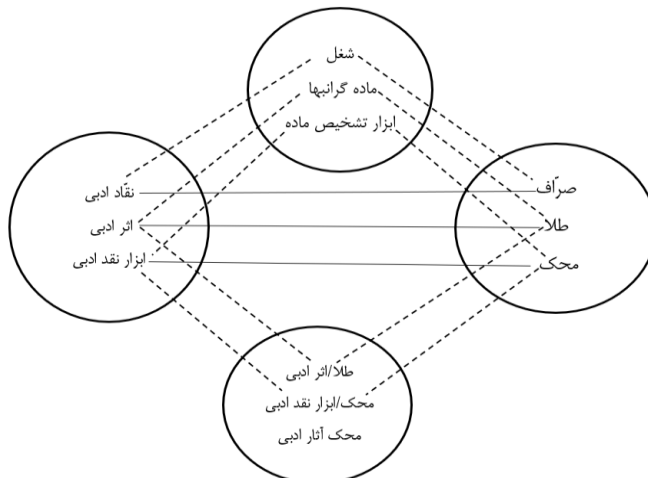 شغل
ماده گرانبها
ابزار تشخیص ماده
صرّاف
طلا
محک
نقّاد ادبی
اثر ادبی
ابزار نقد ادبی
طلا/اثر ادبی
محک/ابزار نقد ادبی
محک آثار ادبی